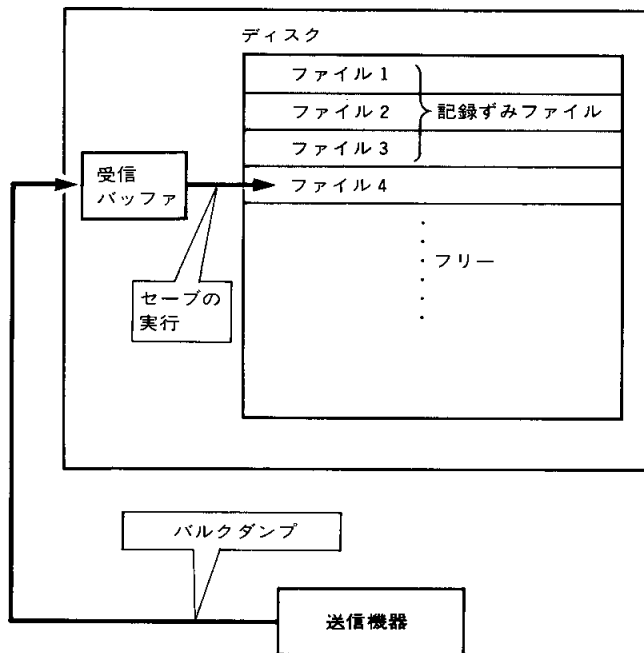 ディスク
ファイル1
ファイル2
記録ずみファイル
ファイル3
受信
バッファ
ファイル4
フリー
セーブの
実行
バルクダンプ
送信機器